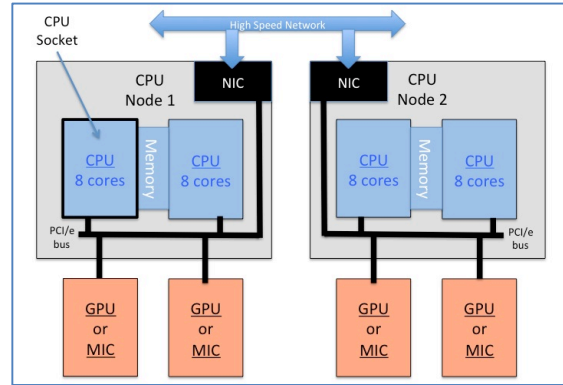 CPU
Socket
High Speed Network
CPU
Node 1
NIC
NIC
CPU
Node 2
CPU
8 cores
Memory
CPU
8 cores
CPU
8 cores
Memory
CPU
8 cores
PCI/e
bus
PCI/e
bus
GPU
or
MIC
GPU
or
MIC
GPU
or
MIC
GPU
or
MIC